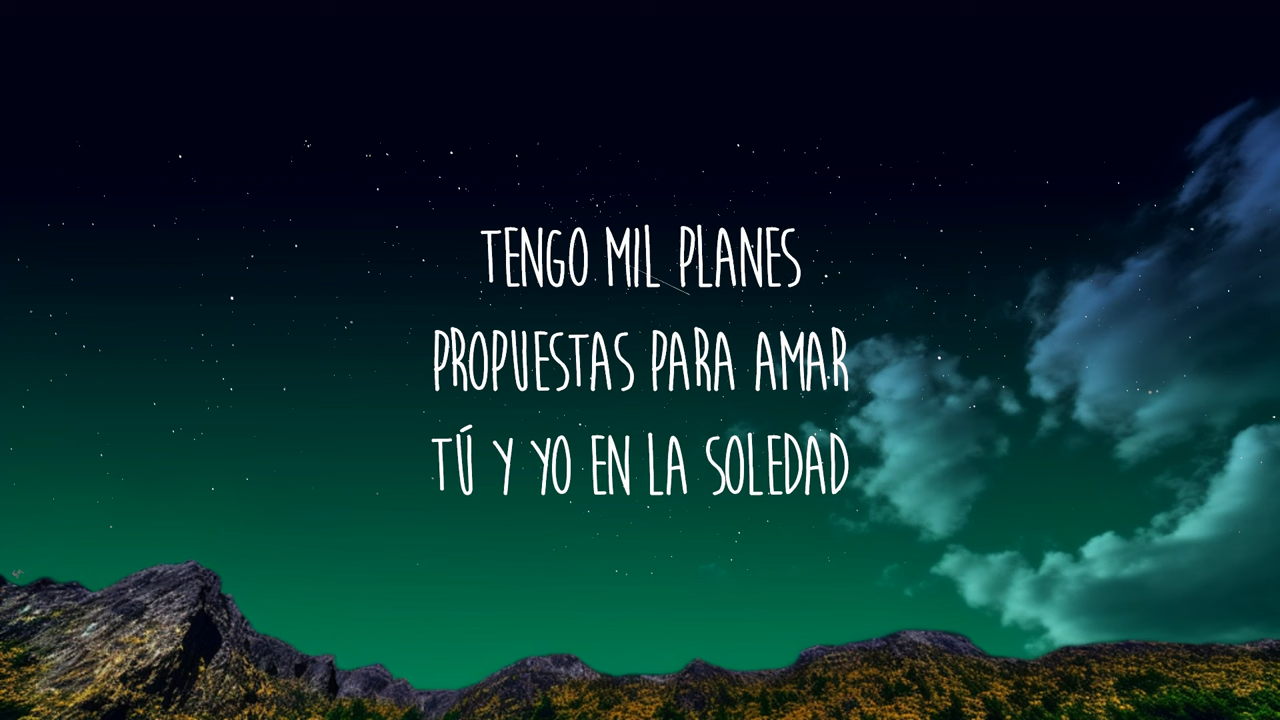 TENGO MIL PLANES
PROPUESTAS PARA AMAR
TÚ Y YO EN LA SOLEDAD